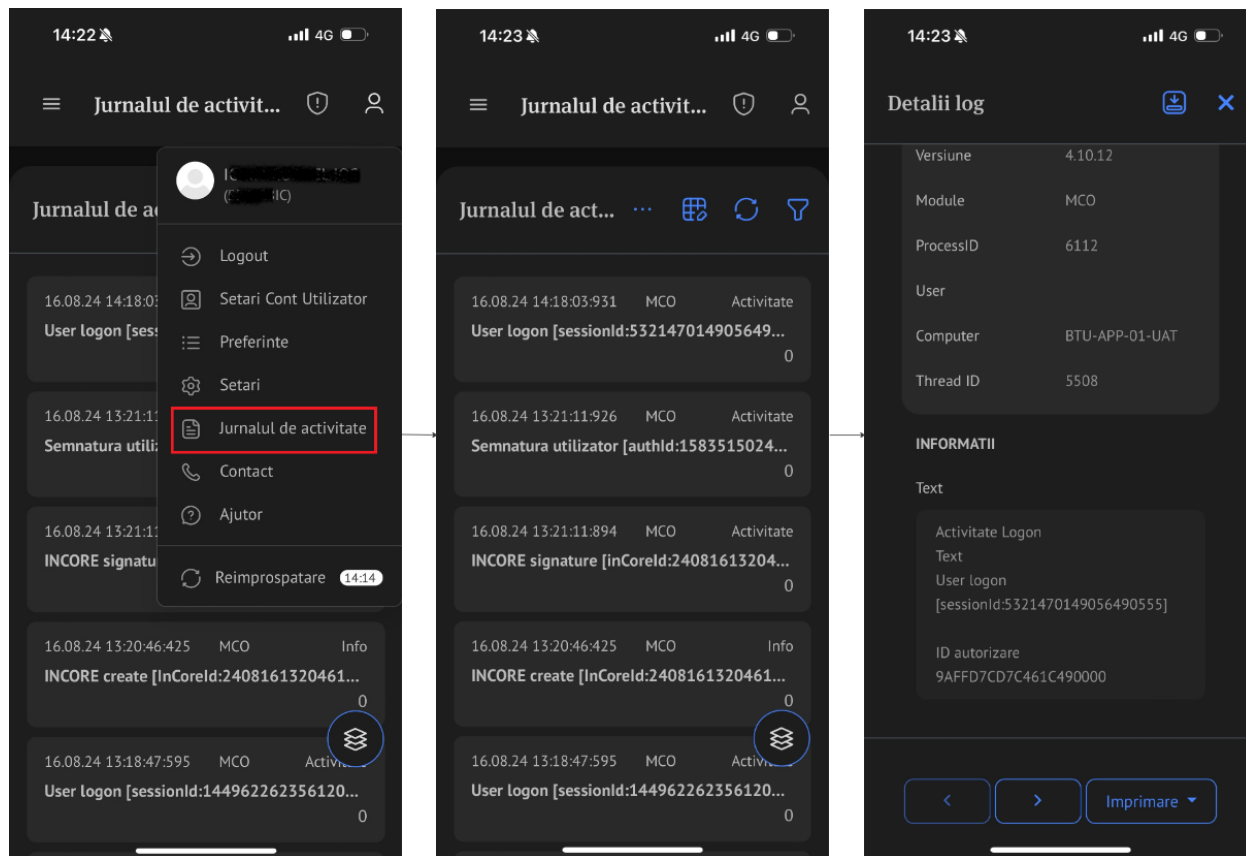 14:22
4G
Jurnalul de activit...
Jurnalul de a
Logout
Setari Cont Utilizator
Preferinte
Setari
Jurnalul de activitate
Contact
Ajutor
Reimprospatare 14:14
16.08.24 14:18:03
User logon [sess
16.08.24 13:21:11
Semnatura utiliz
16.08.24 13:21:11
INCORE signatu
16.08.24 13:20:46:425 MCO Info
INCORE create [InCoreId:2408161320461...
0
16.08.24 13:18:47:595 MCO Activ
User logon [sessionId:144962262356120...
0
14:23
4G
Jurnalul de activit...
Jurnalul de act... ...
16.08.24 14:18:03:931 MCO Activitate
User logon [sessionId:532147014905649...
0
16.08.24 13:21:11:926 MCO Activitate
Semnatura utilizator [authId:1583515024...
0
16.08.24 13:21:11:894 MCO Activitate
INCORE signature [inCoreId:24081613204...
0
16.08.24 13:20:46:425 MCO Info
INCORE create [InCoreId:2408161320461...
0
16.08.24 13:18:47:595 MCO Activ
User logon [sessionId:144962262356120...
0
14:23
4G
Detalii log
Versiune 4.10.12
Module MCO
ProcessID 6112
User
Computer BTU-APP-01-UAT
Thread ID 5508
INFORMATII
Text
Activitate Logon
Text
User logon
[sessionId:5321470149056490555]
ID autorizare
9AFFD7CD7C461C490000
Imprimare